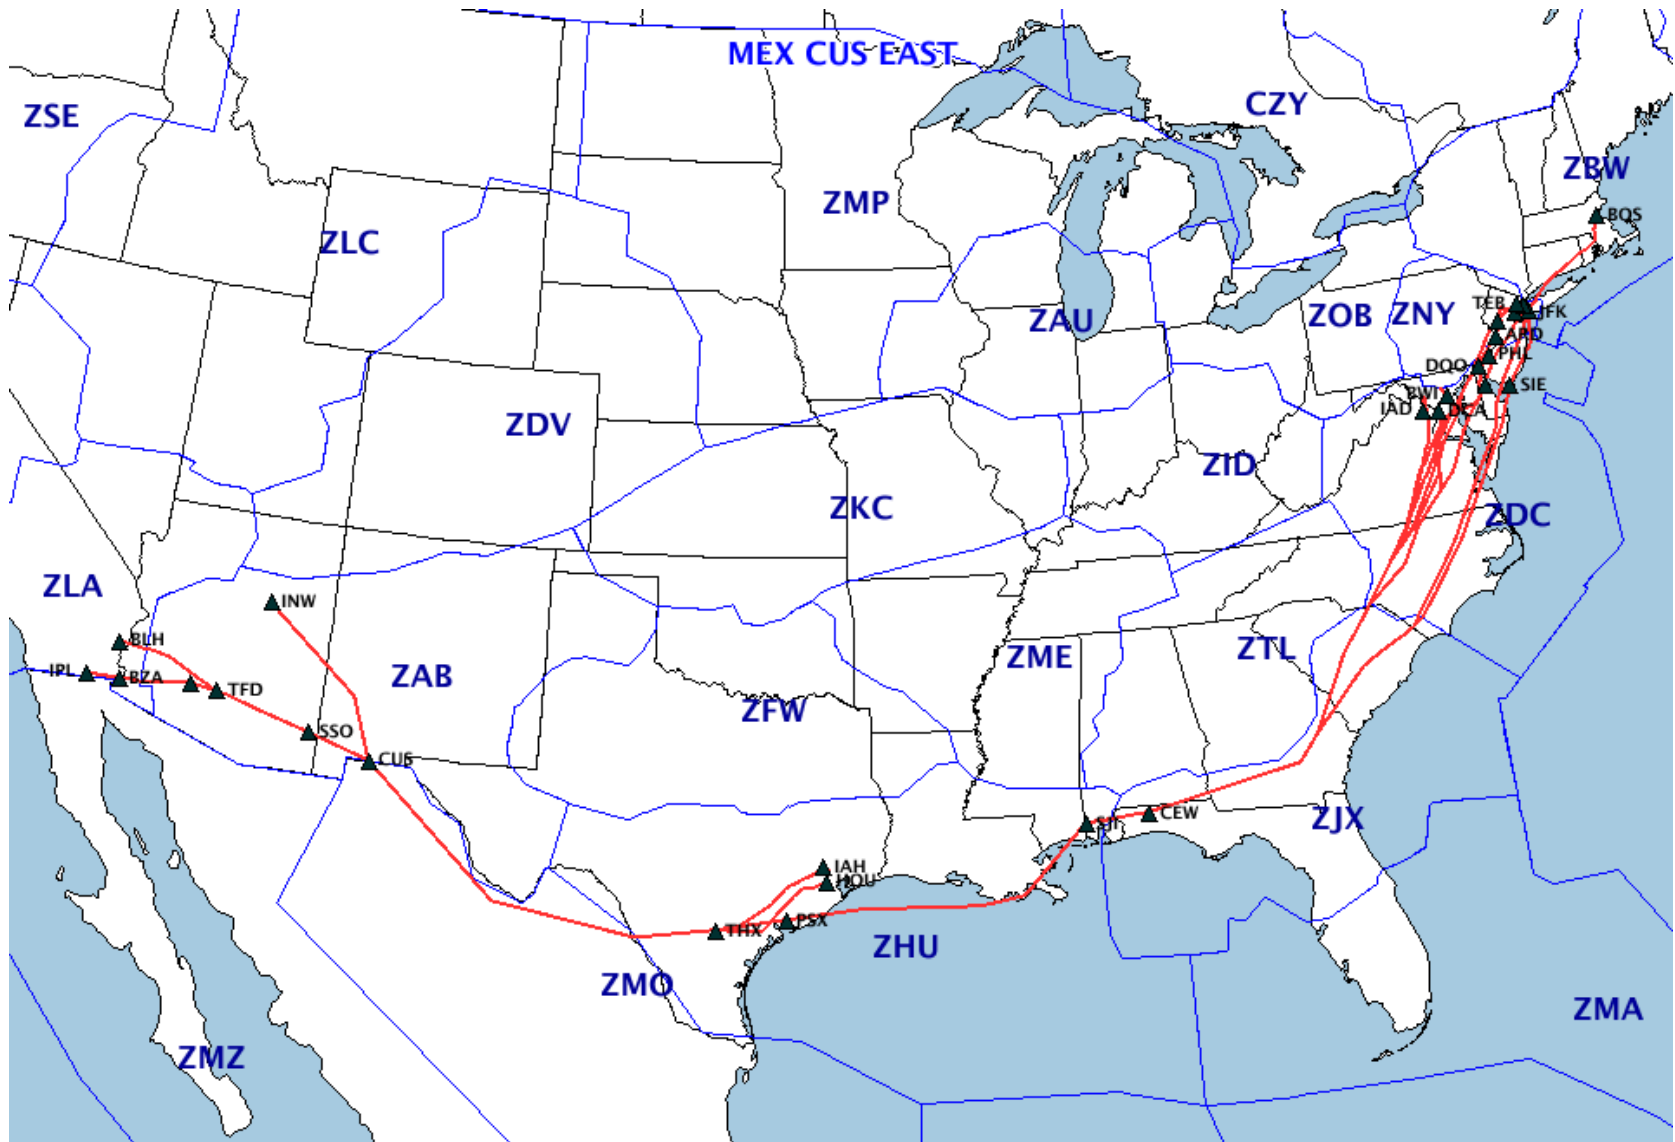 MEX CUS EAST
CZY
ZSE
ZBW
ZMP
BOS
ZLC
TEB
JFK
ZAU
ZOB
ZNY
ARD
PHL
DQO
SIE
BWI
IAD
DCA
ZDV
ZID
ZKC
ZDC
ZLA
INW
BLH
ZTL
ZME
IPL
BZA
ZAB
TFD
ZFW
SSO
CUS
CEW
SJI
ZJX
IAH
HOU
PSX
THX
ZHU
ZMO
ZMA
ZMZ